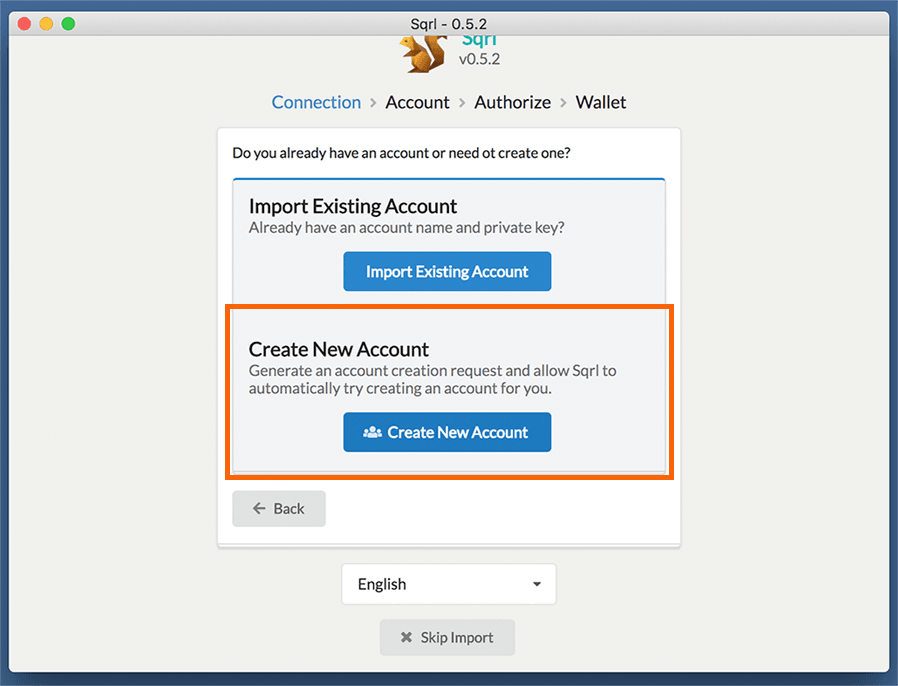 Sqrl - 0.5.2
Sqrl
v0.5.2
Connection > Account > Authorize > Wallet
Do you already have an account or need ot create one?
Import Existing Account
Already have an account name and private key?
Import Existing Account
Create New Account
Generate an account creation request and allow Sqrl to
automatically try creating an account for you.
Create New Account
Back
English
Skip Import